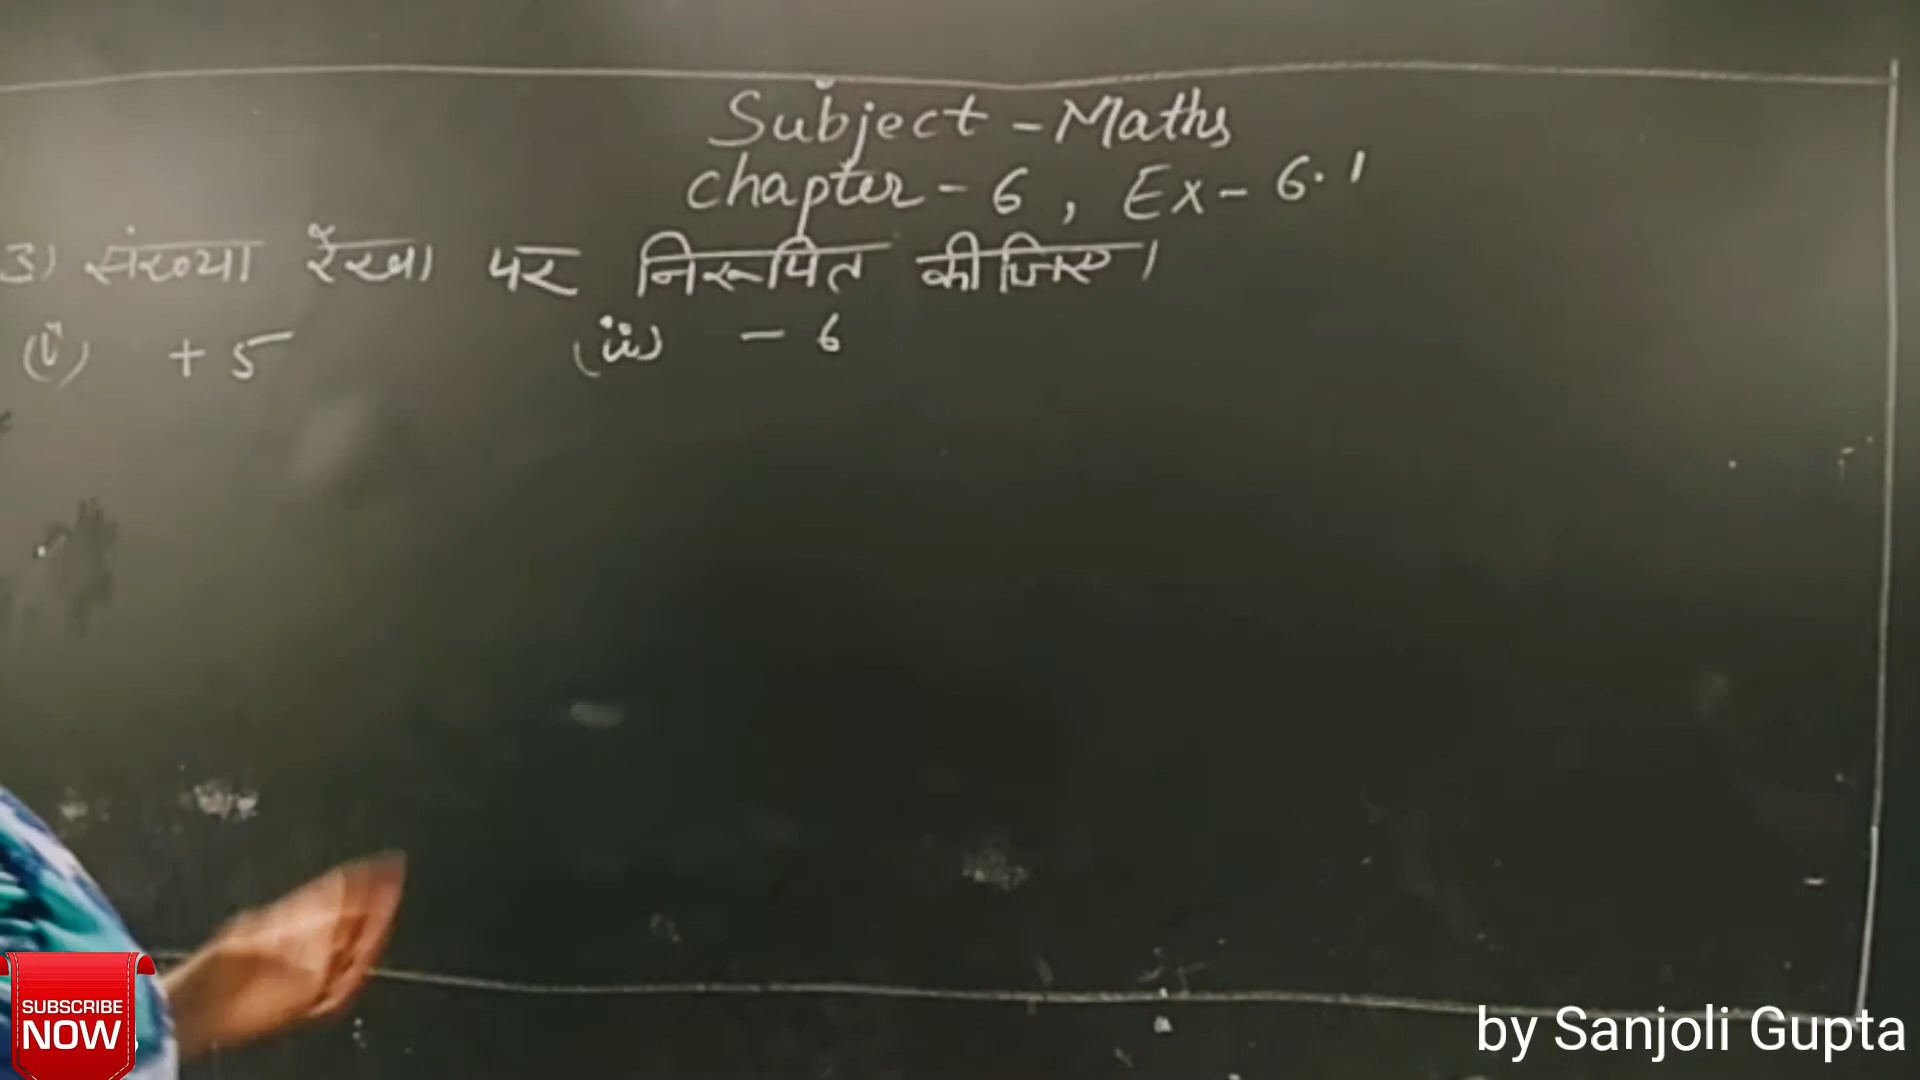 Subject - Maths
Chapter - 6 , Ex - 6.1
3) संख्या रेखा पर निरूपित कीजिए।
(i) + 5 (ii) - 6
SUBSCRIBE
NOW
by Sanjoli Gupta